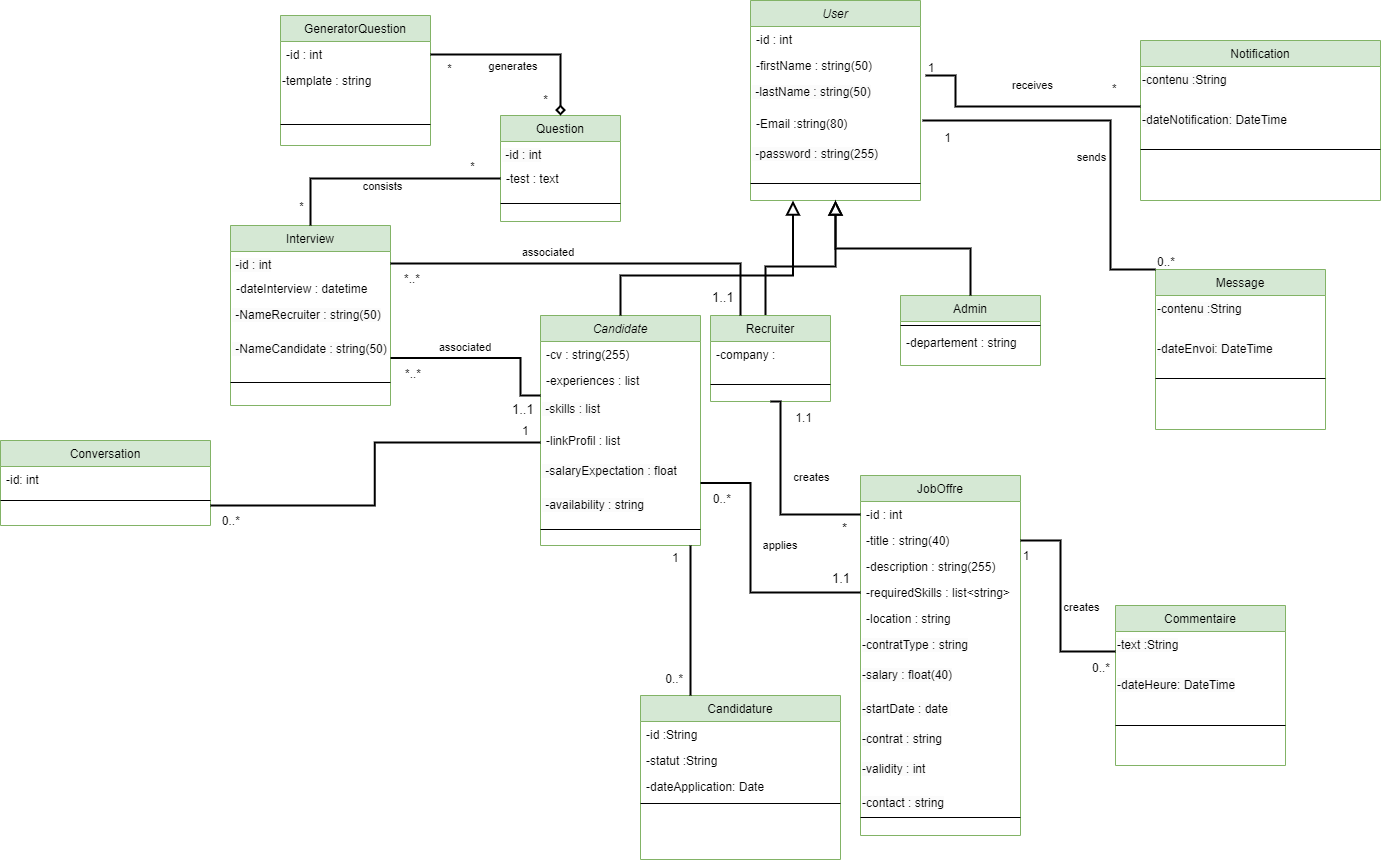 GeneratorQuestion
-id : int
-template : string
*
generates
*
Question
-id : int
-test : text
*
consists
*
Interview
-id : int
-dateInterview : datetime
-NameRecruiter : string(50)
-NameCandidate : string(50)
associated
*..*
1..1
associated
*..*
1..1
User
-id : int
-firstName : string(50)
-lastName : string(50)
-Email :string(80)
-password : string(255)
1
receives
*
1
sends
0..*
Notification
-contenu :String
-dateNotification: DateTime
Message
-contenu :String
-dateEnvoi: DateTime
Admin
-departement : string
Recruiter
-company :
1.1
creates
*
Candidate
-cv : string(255)
-experiences : list
-skills : list
-linkProfil : list
-salaryExpectation : float
-availability : string
1
0..*
Conversation
-id: int
0..*
applies
1.1
1
0..*
Candidature
-id :String
-statut :String
-dateApplication: Date
JobOffre
-id : int
-title : string(40)
-description : string(255)
-requiredSkills : list<string>
-location : string
-contratType : string
-salary : float(40)
-startDate : date
-contrat : string
-validity : int
-contact : string
1
creates
0..*
Commentaire
-text :String
-dateHeure: DateTime